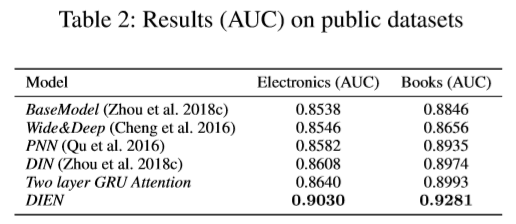 Table 2: Results (AUC) on public datasets
Model Electronics (AUC) Books (AUC)
BaseModel (Zhou et al. 2018c) 0.8538 0.8846
Wide&Deep (Cheng et al. 2016) 0.8546 0.8656
PNN (Qu et al. 2016) 0.8582 0.8935
DIN (Zhou et al. 2018c) 0.8608 0.8974
Two layer GRU Attention 0.8640 0.8993
DIEN 0.9030 0.9281